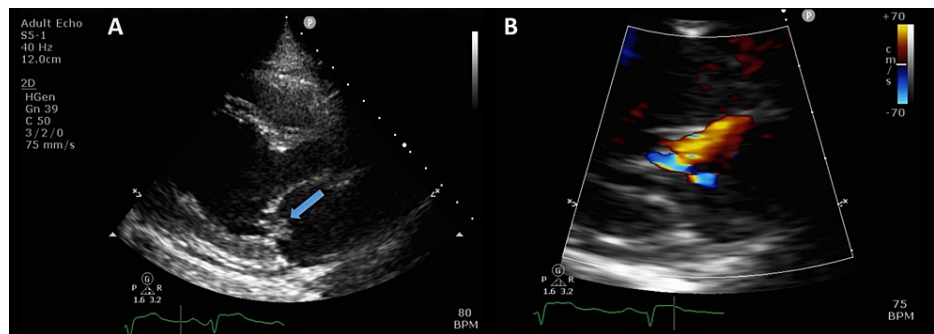 Adult Echo
S5-1
40 Hz
12.0cm
2D
HGen
Gn 39
C 50
3/2/0
75 mm/s
A
P
G
P R
1.6 3.2
80
BPM
B
P
+70
c
m
/
s
-70
G
P R
1.6 3.2
75
BPM